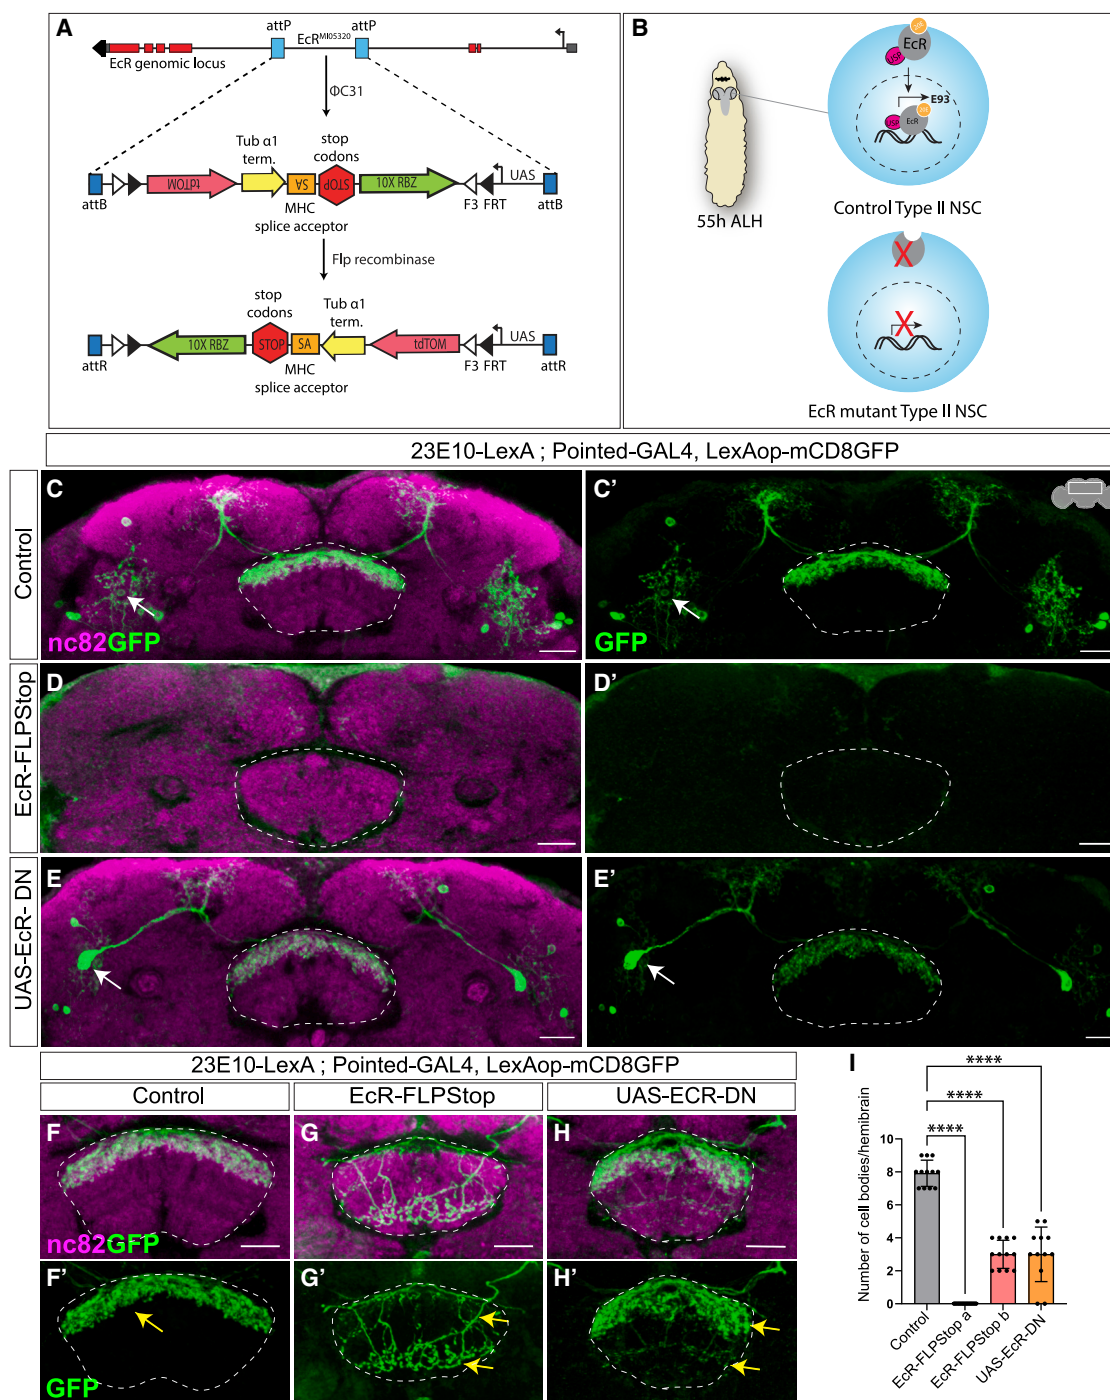 A
attP
attP
EcR^MI05320
EcR genomic locus
ΦC31
Tub α1
term.
stop
codons
tdTOM
SA
STOP
10X RBZ
UAS
attB
MHC
splice acceptor
F3 FRT
attB
Flp recombinase
stop
codons
Tub α1
term.
10X RBZ
STOP
SA
tdTOM
UAS
attR
MHC
splice acceptor
F3 FRT
attR
B
EcR
USP
E93
USP
EcR
55h ALH
Control Type II NSC
X
X
EcR mutant Type II NSC
23E10-LexA ; Pointed-GAL4, LexAop-mCD8GFP
Control
C
nc82GFP
C'
GFP
EcR-FLPStop
D
D'
UAS-EcR- DN
E
E'
23E10-LexA ; Pointed-GAL4, LexAop-mCD8GFP
Control
EcR-FLPStop
UAS-ECR-DN
F
nc82GFP
G
H
F'
GFP
G'
H'
I
****
****
****
Number of cell bodies/hemibrain
10
8
6
4
2
0
Control
EcR-FLPStop a
EcR-FLPStop b
UAS-EcR-DN